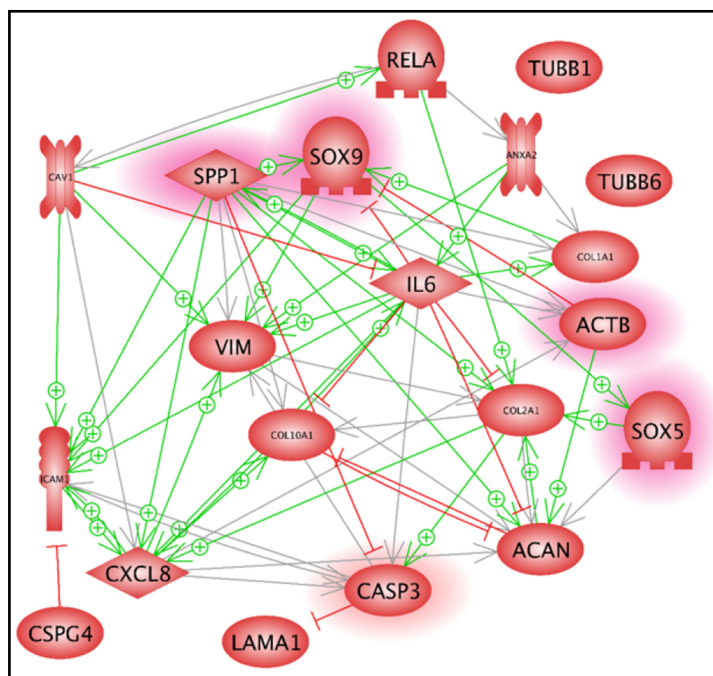 RELA
TUBB1
SOX9
ANXA2
CAV1
SPP1
TUBB6
COL1A1
IL6
ACTB
VIM
COL2A1
SOX5
COL10A1
ICAM1
ACAN
CXCL8
CASP3
CSPG4
LAMA1